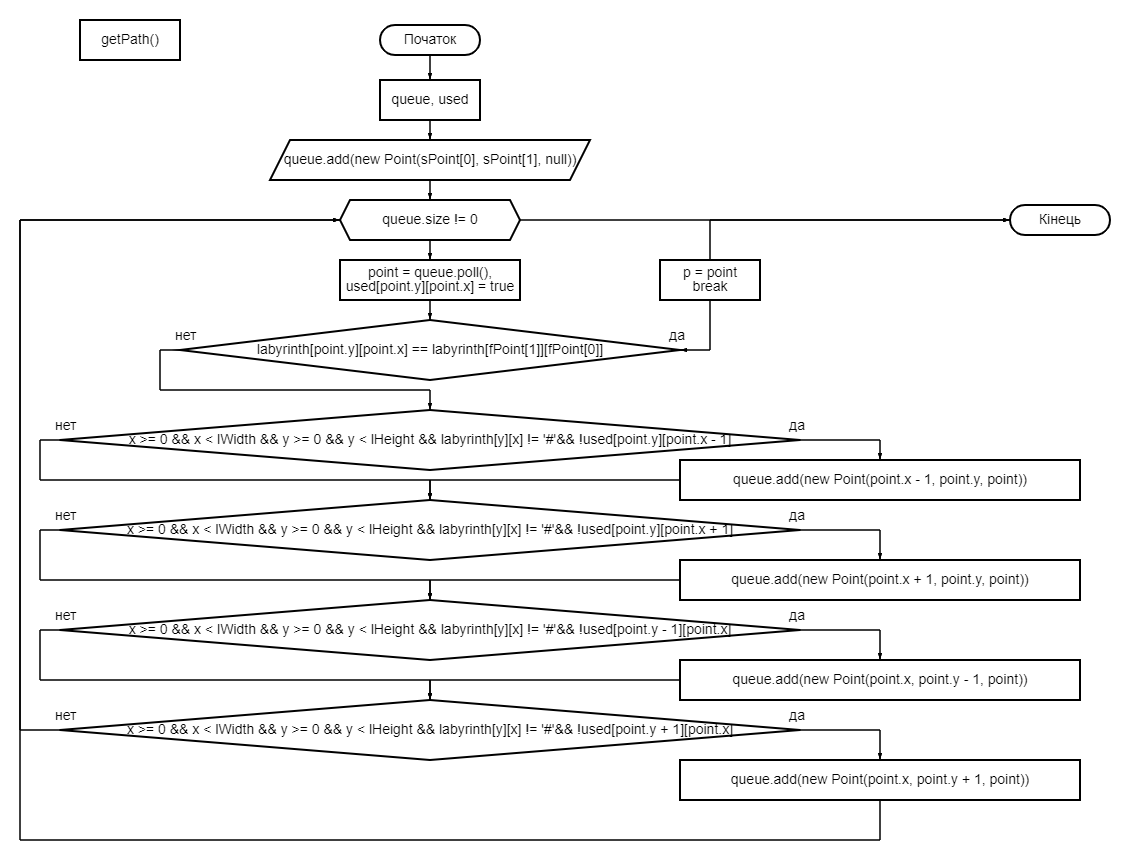 getPath()
Початок
queue, used
queue.add(new Point(sPoint[0], sPoint[1], null))
queue.size != 0
Кінець
point = queue.poll(),
used[point.y][point.x] = true
p = point
break
нет
да
labyrinth[point.y][point.x] == labyrinth[fPoint[1]][fPoint[0]]
нет
да
x >= 0 && x < lWidth && y >= 0 && y < lHeight && labyrinth[y][x] != '#'&& !used[point.y][point.x - 1]
queue.add(new Point(point.x - 1, point.y, point))
нет
да
x >= 0 && x < lWidth && y >= 0 && y < lHeight && labyrinth[y][x] != '#'&& !used[point.y][point.x + 1]
queue.add(new Point(point.x + 1, point.y, point))
нет
да
x >= 0 && x < lWidth && y >= 0 && y < lHeight && labyrinth[y][x] != '#'&& !used[point.y - 1][point.x]
queue.add(new Point(point.x, point.y - 1, point))
нет
да
x >= 0 && x < lWidth && y >= 0 && y < lHeight && labyrinth[y][x] != '#'&& !used[point.y + 1][point.x]
queue.add(new Point(point.x, point.y + 1, point))